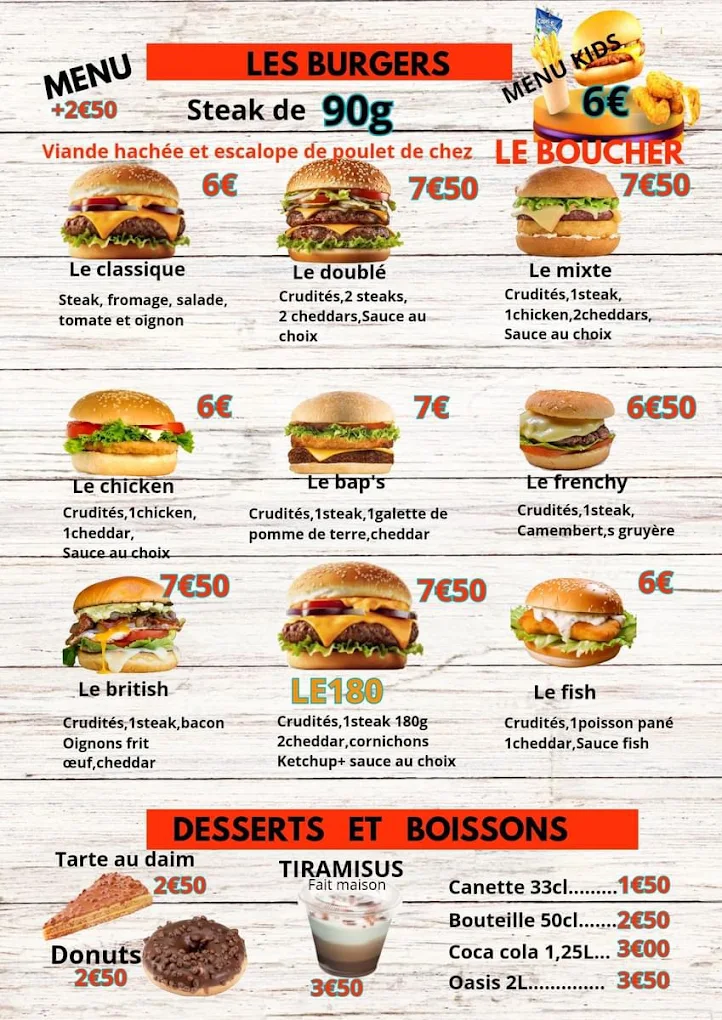 MENU
+2€50
LES BURGERS
Steak de 90g
MENU KIDS
6€
Viande hachée et escalope de poulet de chez LE BOUCHER
6€
Le classique
Steak, fromage, salade,
tomate et oignon
7€50
Le doublé
Crudités,2 steaks,
2 cheddars,Sauce au
choix
7€50
Le mixte
Crudités,1steak,
1chicken,2cheddars,
Sauce au choix
6€
Le chicken
Crudités,1chicken,
1cheddar,
Sauce au choix
7€
Le bap's
Crudités,1steak,1galette de
pomme de terre,cheddar
6€50
Le frenchy
Crudités,1steak,
Camembert,s gruyère
7€50
Le british
Crudités,1steak,bacon
Oignons frit
œuf,cheddar
7€50
LE180
Crudités,1steak 180g
2cheddar,cornichons
Ketchup+ sauce au choix
6€
Le fish
Crudités,1poisson pané
1cheddar,Sauce fish
DESSERTS ET BOISSONS
Tarte au daim
2€50
Donuts
2€50
TIRAMISUS
Fait maison
3€50
Canette 33cl.........1€50
Bouteille 50cl.......2€50
Coca cola 1,25L... 3€00
Oasis 2L.............. 3€50